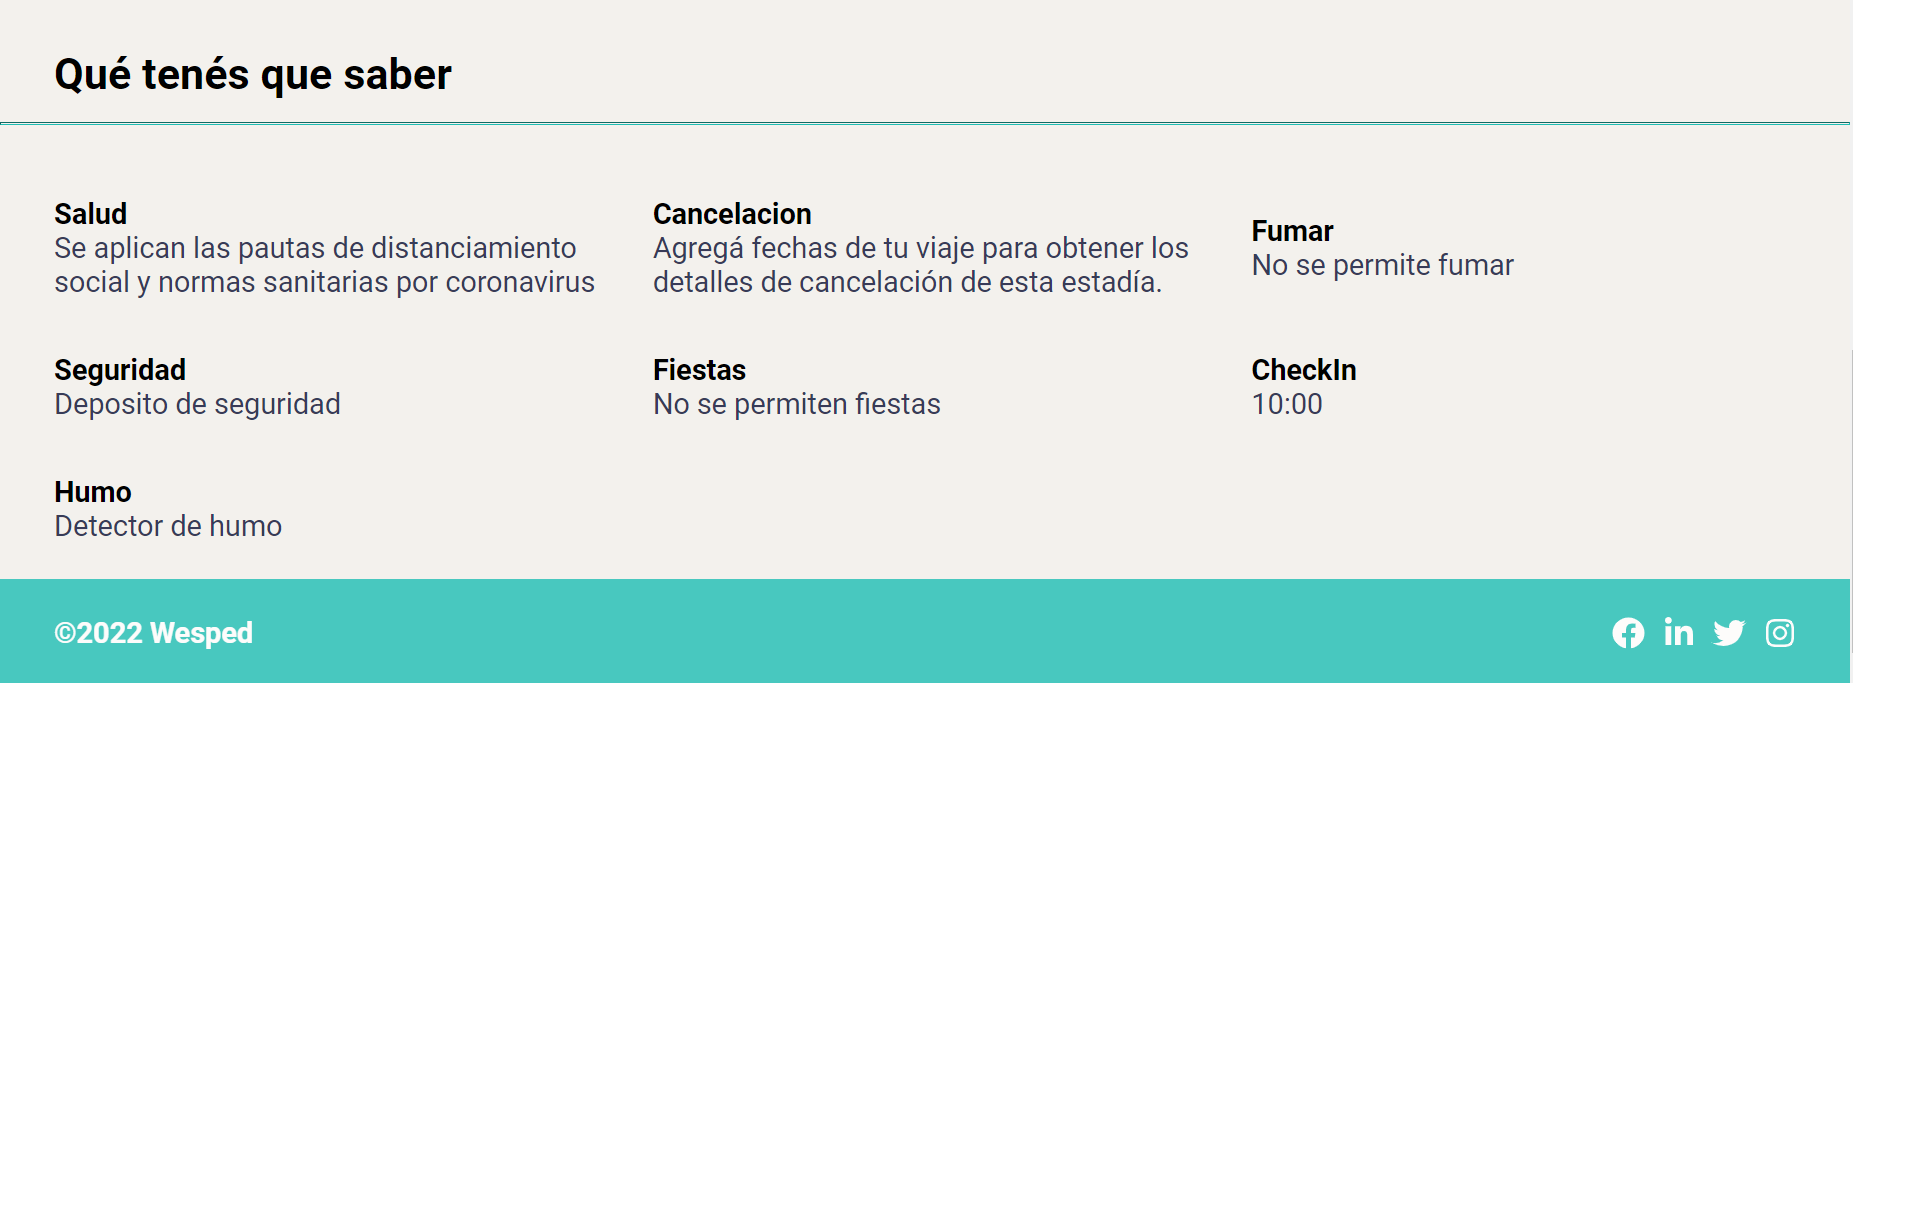 Qué tenés que saber
Salud
Se aplican las pautas de distanciamiento
social y normas sanitarias por coronavirus
Cancelacion
Agregá fechas de tu viaje para obtener los
detalles de cancelación de esta estadía.
Fumar
No se permite fumar
Seguridad
Deposito de seguridad
Fiestas
No se permiten fiestas
CheckIn
10:00
Humo
Detector de humo
©2022 Wesped